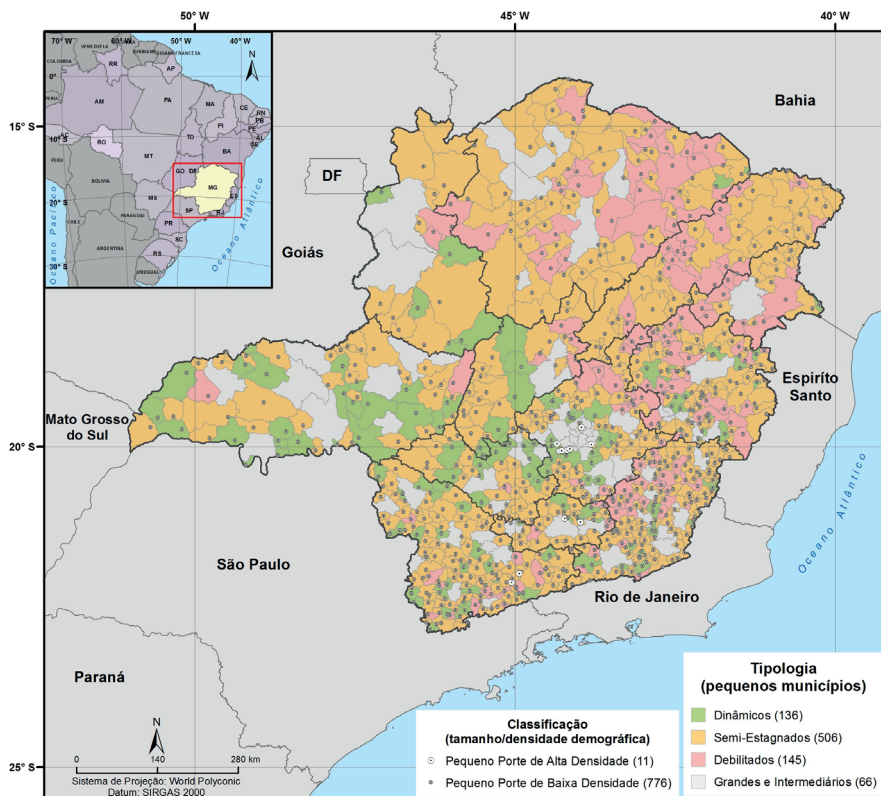 50° W
45° W
40° W
70° W
60° W
50° W
40° W
N
VENEZUELA
COLOMBIA
GUIANA FRANCESA
RR
AP
0°
AM
PA
MA
CE
RN
PB
PI
PE
AL
SE
AC
TO
10° S
RO
BA
PERU
MT
GO
DF
BOLIVIA
MG
20° S
MS
ES
SP
RJ
PARAGUAI
CHILE
PR
SC
ARGENTINA
RS
30° S
URUGUAI
Oceano Pacífico
Oceano Atlântico
Bahia
15° S
DF
Goiás
Mato Grosso
do Sul
Espírito
Santo
20° S
Oceano Atlântico
São Paulo
Rio de Janeiro
Paraná
N
0 140 280 km
Sistema de Projeção: World Polyconic
Datum: SIRGAS 2000
25° S
Classificação
(tamanho/densidade demográfica)
Pequeno Porte de Alta Densidade (11)
Pequeno Porte de Baixa Densidade (776)
Tipologia
(pequenos municípios)
Dinâmicos (136)
Semi-Estagnados (506)
Debilitados (145)
Grandes e Intermediários (66)